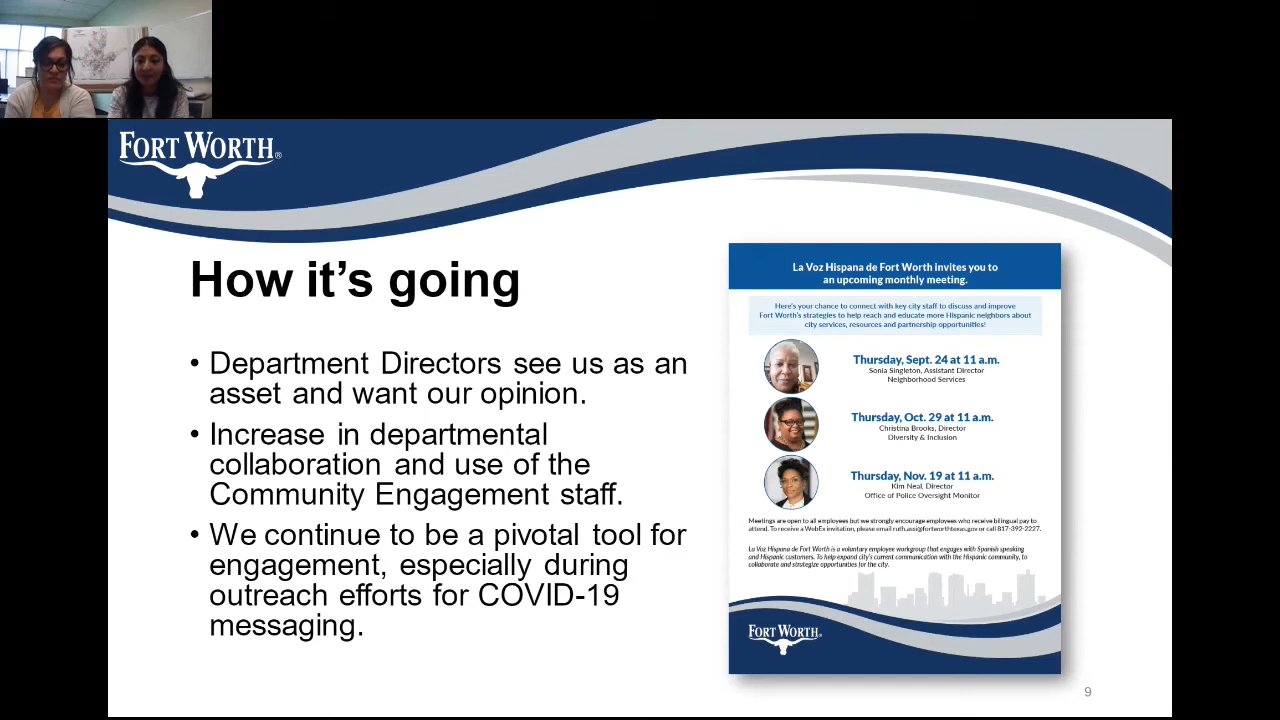 FORT WORTH®
How it's going
• Department Directors see us as an
asset and want our opinion.
• Increase in departmental
collaboration and use of the
Community Engagement staff.
• We continue to be a pivotal tool for
engagement, especially during
outreach efforts for COVID-19
messaging.
La Voz Hispana de Fort Worth invites you to
an upcoming monthly meeting.
Here's your chance to connect with key city staff to discuss and improve
Fort Worth's strategies to help reach and educate more Hispanic neighbors about
city services, resources and partnership opportunities!
Thursday, Sept. 24 at 11 a.m.
Sonia Singleton, Assistant Director
Neighborhood Services
Thursday, Oct. 29 at 11 a.m.
Christina Brooks, Director
Diversity & Inclusion
Thursday, Nov. 19 at 11 a.m.
Kim Neal, Director
Office of Police Oversight Monitor
Meetings are open to all employees but we strongly encourage employees who receive bilingual pay to
attend. To receive a WebEx invitation, please email ruth.assi@fortworthtexas.gov or call 817-392-2227.
La Voz Hispana de Fort Worth is a voluntary employee workgroup that engages with Spanish speaking
and Hispanic customers. To help expand city's current communication with the Hispanic community, to
collaborate and strategize opportunities for the city.
FORT WORTH®
9